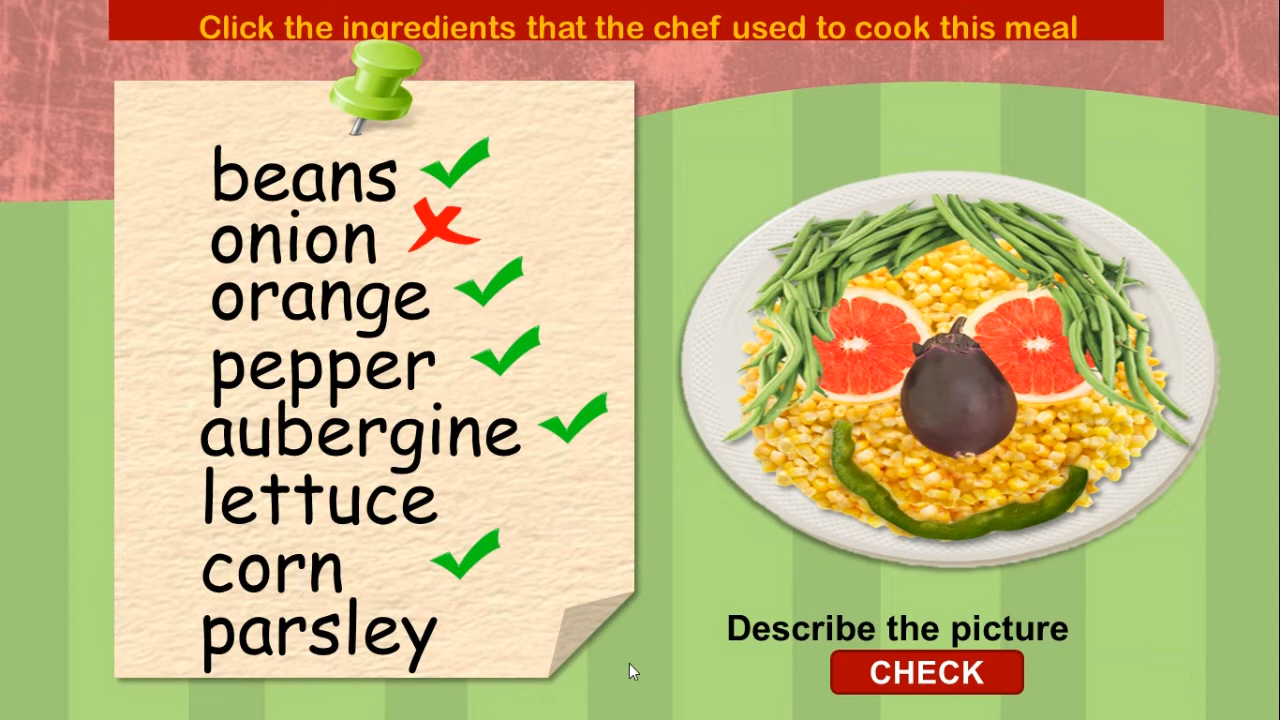 Click the ingredients that the chef used to cook this meal
beans
onion
orange
pepper
aubergine
lettuce
corn
parsley
Describe the picture
CHECK